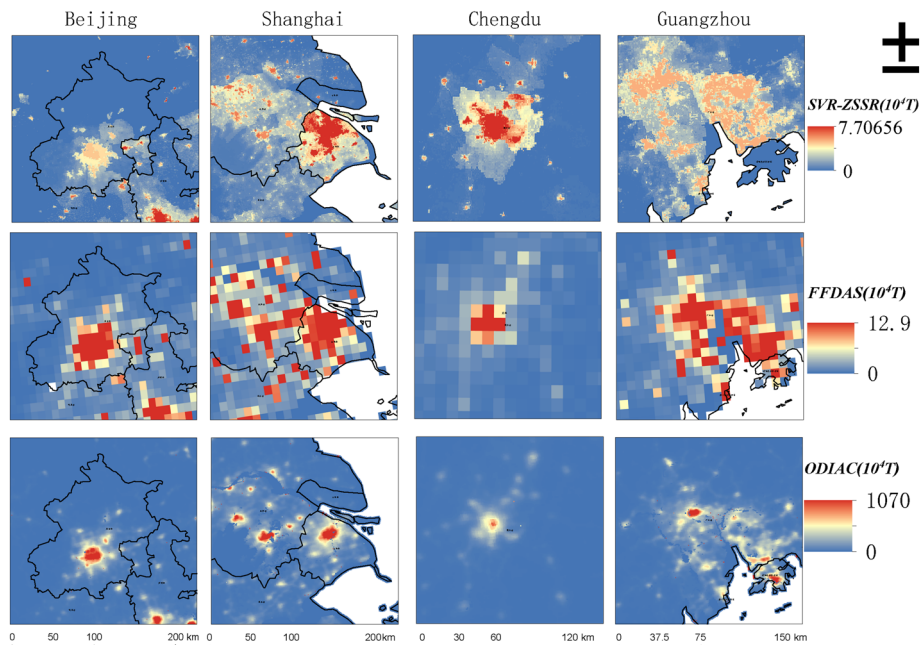 Beijing Shanghai Chengdu Guangzhou
SVR-ZSSR(10⁴T)
7.70656
0
FFDAS(10⁴T)
12.9
0
ODIAC(10⁴T)
1070
0
0 50 100 200 km 0 50 100 200km 0 30 60 120 km 0 37.5 75 150 km